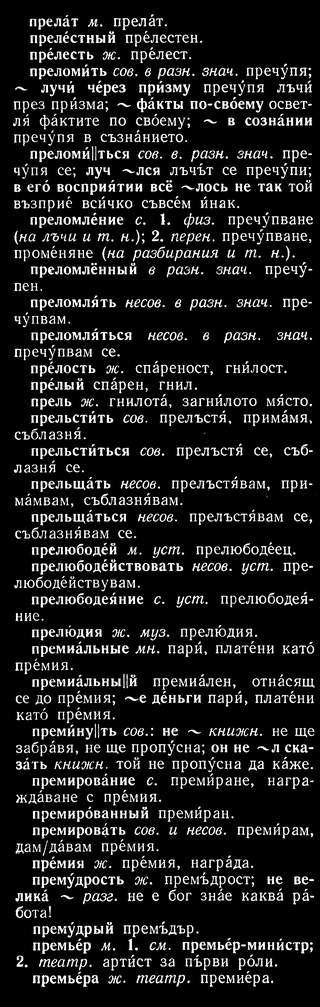 прела́т м. прела́т.
преле́стный пре́лестен.
пре́лесть ж. пре́лест.
преломи́ть сов. в разн. знач. пречу́пя;
~ лучи́ че́рез при́зму пречу́пя лъчи́
през при́зма; ~ фа́кты по-сво́ему освет-
ля́ фа́ктите по сво́ему; ~ в созна́нии
пречу́пя в съзна́нието.
преломи́||ться сов. в. разн. знач. пре-
чу́пя се; луч ~лся лъчъ́т се пречу́пи;
в его́ восприя́тии всё ~лось не так той
възприе́ вси́чко съвсе́м и́нак.
преломле́ние с. 1. физ. пречу́пване
(на лъчи и т. н.); 2. перен. пречу́пване,
проме́няне (на разбирания и т. н.).
преломлённый в разн. знач. пречу́-
пен.
преломля́ть несов. в разн. знач. пре-
чу́пвам.
преломля́ться несов. в разн. знач.
пречу́пвам се.
пре́лость ж. спа́реност, гни́лост.
пре́лый спа́рен, гнил.
прель ж. гнилота́, загни́лото мя́сто.
прельсти́ть сов. прелъстя́, прима́мя,
съблазня́.
прельсти́ться сов. прелъстя́ се, съб-
лазня́ се.
прельща́ть несов. прелъстя́вам, при-
ма́мвам, съблазня́вам.
прельща́ться несов. прелъстя́вам се,
съблазня́вам се.
прелюбоде́й м. уст. прелюбоде́ец.
прелюбоде́йствовать несов. уст. пре-
любоде́йствувам.
прелюбодея́ние с. уст. прелюбодея́-
ние.
прелю́дия ж. муз. прелю́дия.
премиа́льные мн. пари́, плате́ни като́
пре́мия.
премиа́льны||й премиа́лен, отна́сящ
се до пре́мия; ~е де́ньги пари́, плате́ни
като́ пре́мия.
преми́ну||ть сов.: не ~ книжн. не ще
забра́вя, не ще пропу́сна; он не ~л ска-
за́ть книжн. той не пропу́сна да ка́же.
премирова́ние с. преми́ране, награ-
жда́ване с пре́мия.
премиро́ванный преми́ран.
премирова́ть сов. и несов. преми́рам,
дам/да́вам пре́мия.
пре́мия ж. пре́мия, награ́да.
прему́дрость ж. премъ́дрост; не ве-
лика́ ~ разг. не е бог зна́е каква́ ра́-
бота!
прему́дрый премъ́дър.
премье́р м. 1. см. премье́р-мини́стр;
2. театр. арти́ст за пъ́рви ро́ли.
премье́ра ж. театр. премие́ра.